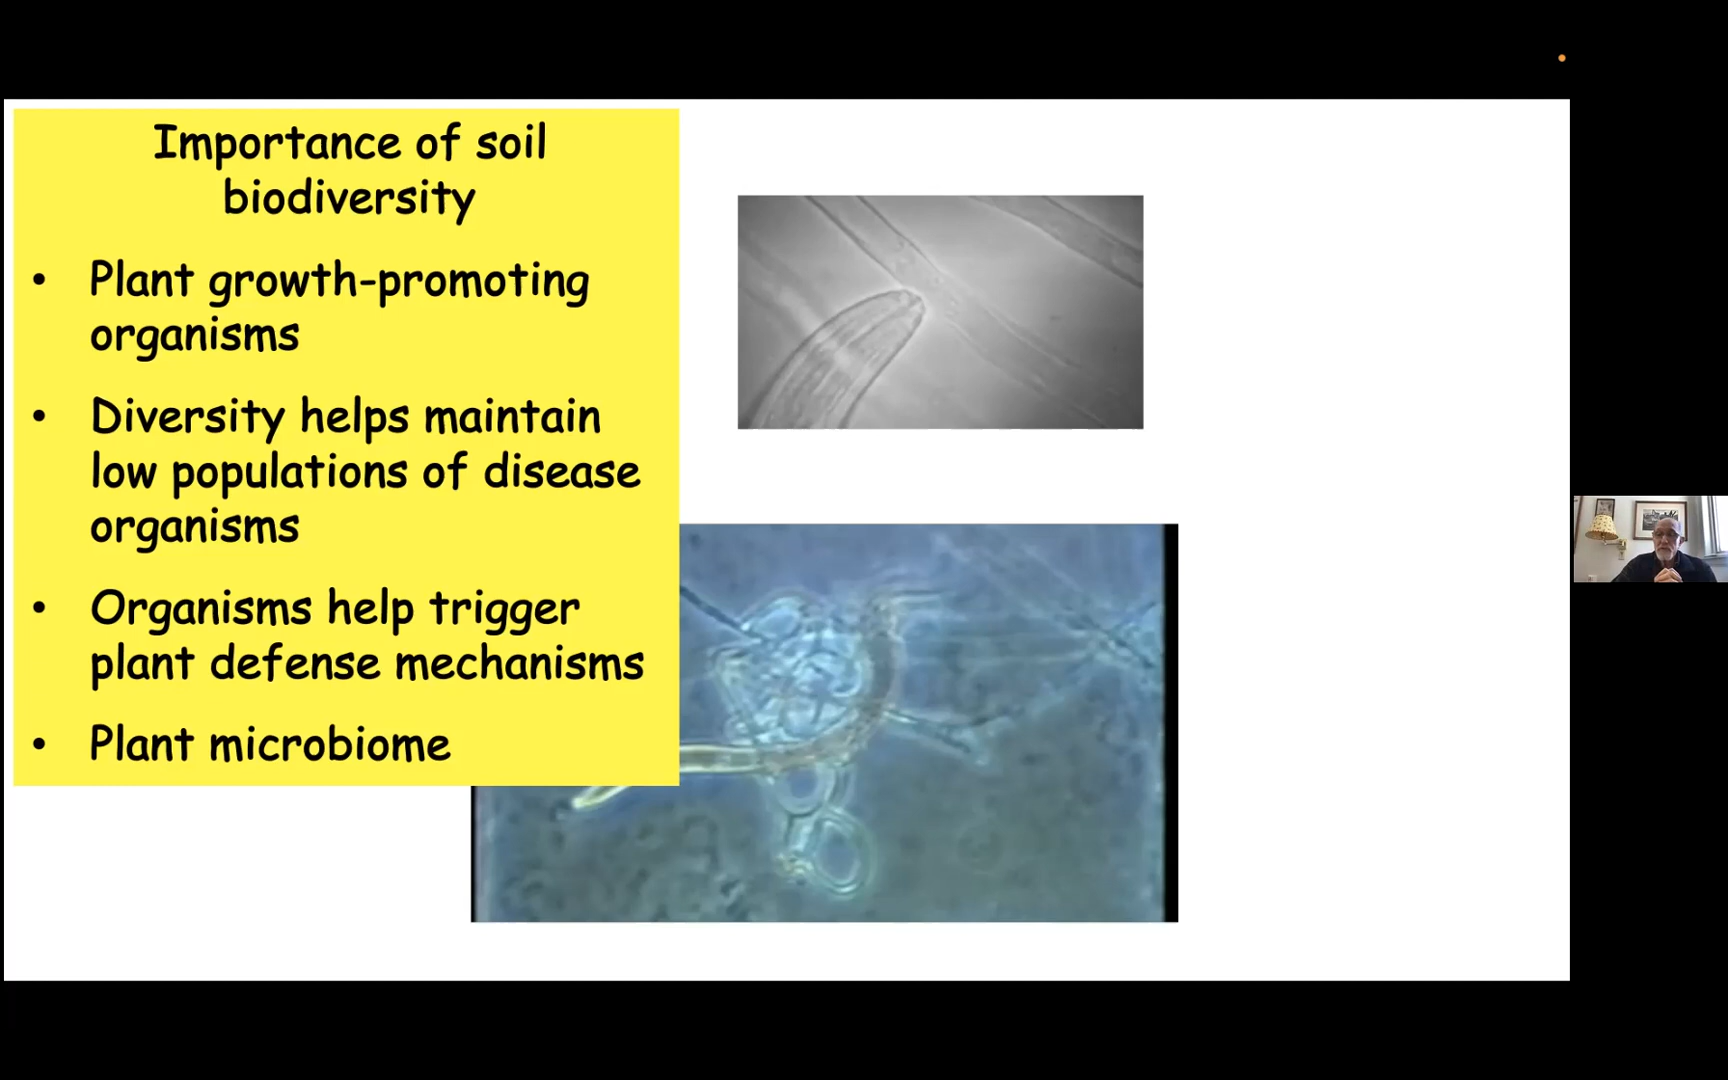 Importance of soil
biodiversity
• Plant growth-promoting
organisms
• Diversity helps maintain
low populations of disease
organisms
• Organisms help trigger
plant defense mechanisms
• Plant microbiome